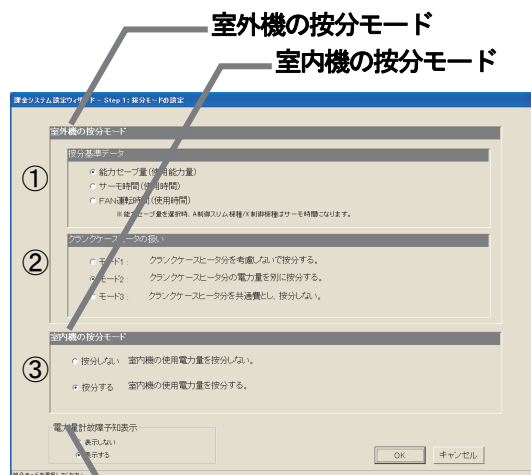 室外機の按分モード
室内機の按分モード
課金システム設定ウィザード - Step 1: 按分モードの設定
室外機の按分モード
按分基準データ
① 能力セーブ量(使用能力量)
サーモ時間(使用時間)
FAN運転時間(使用時間)
※能力セーブ量を選択時、A制御スリム機種/K制御機種はサーモ時間になります。
クランクケースヒータの扱い
② モード1: クランクケースヒータ分を考慮しないで按分する。
モード2: クランクケースヒータ分の電力量を別に按分する。
モード3: クランクケースヒータ分を共通費とし、按分しない。
室内機の按分モード
③ 按分しない 室内機の使用電力量を按分しない。
按分する 室内機の使用電力量を按分する。
電力量計故障予知表示
表示しない
表示する
OK キャンセル